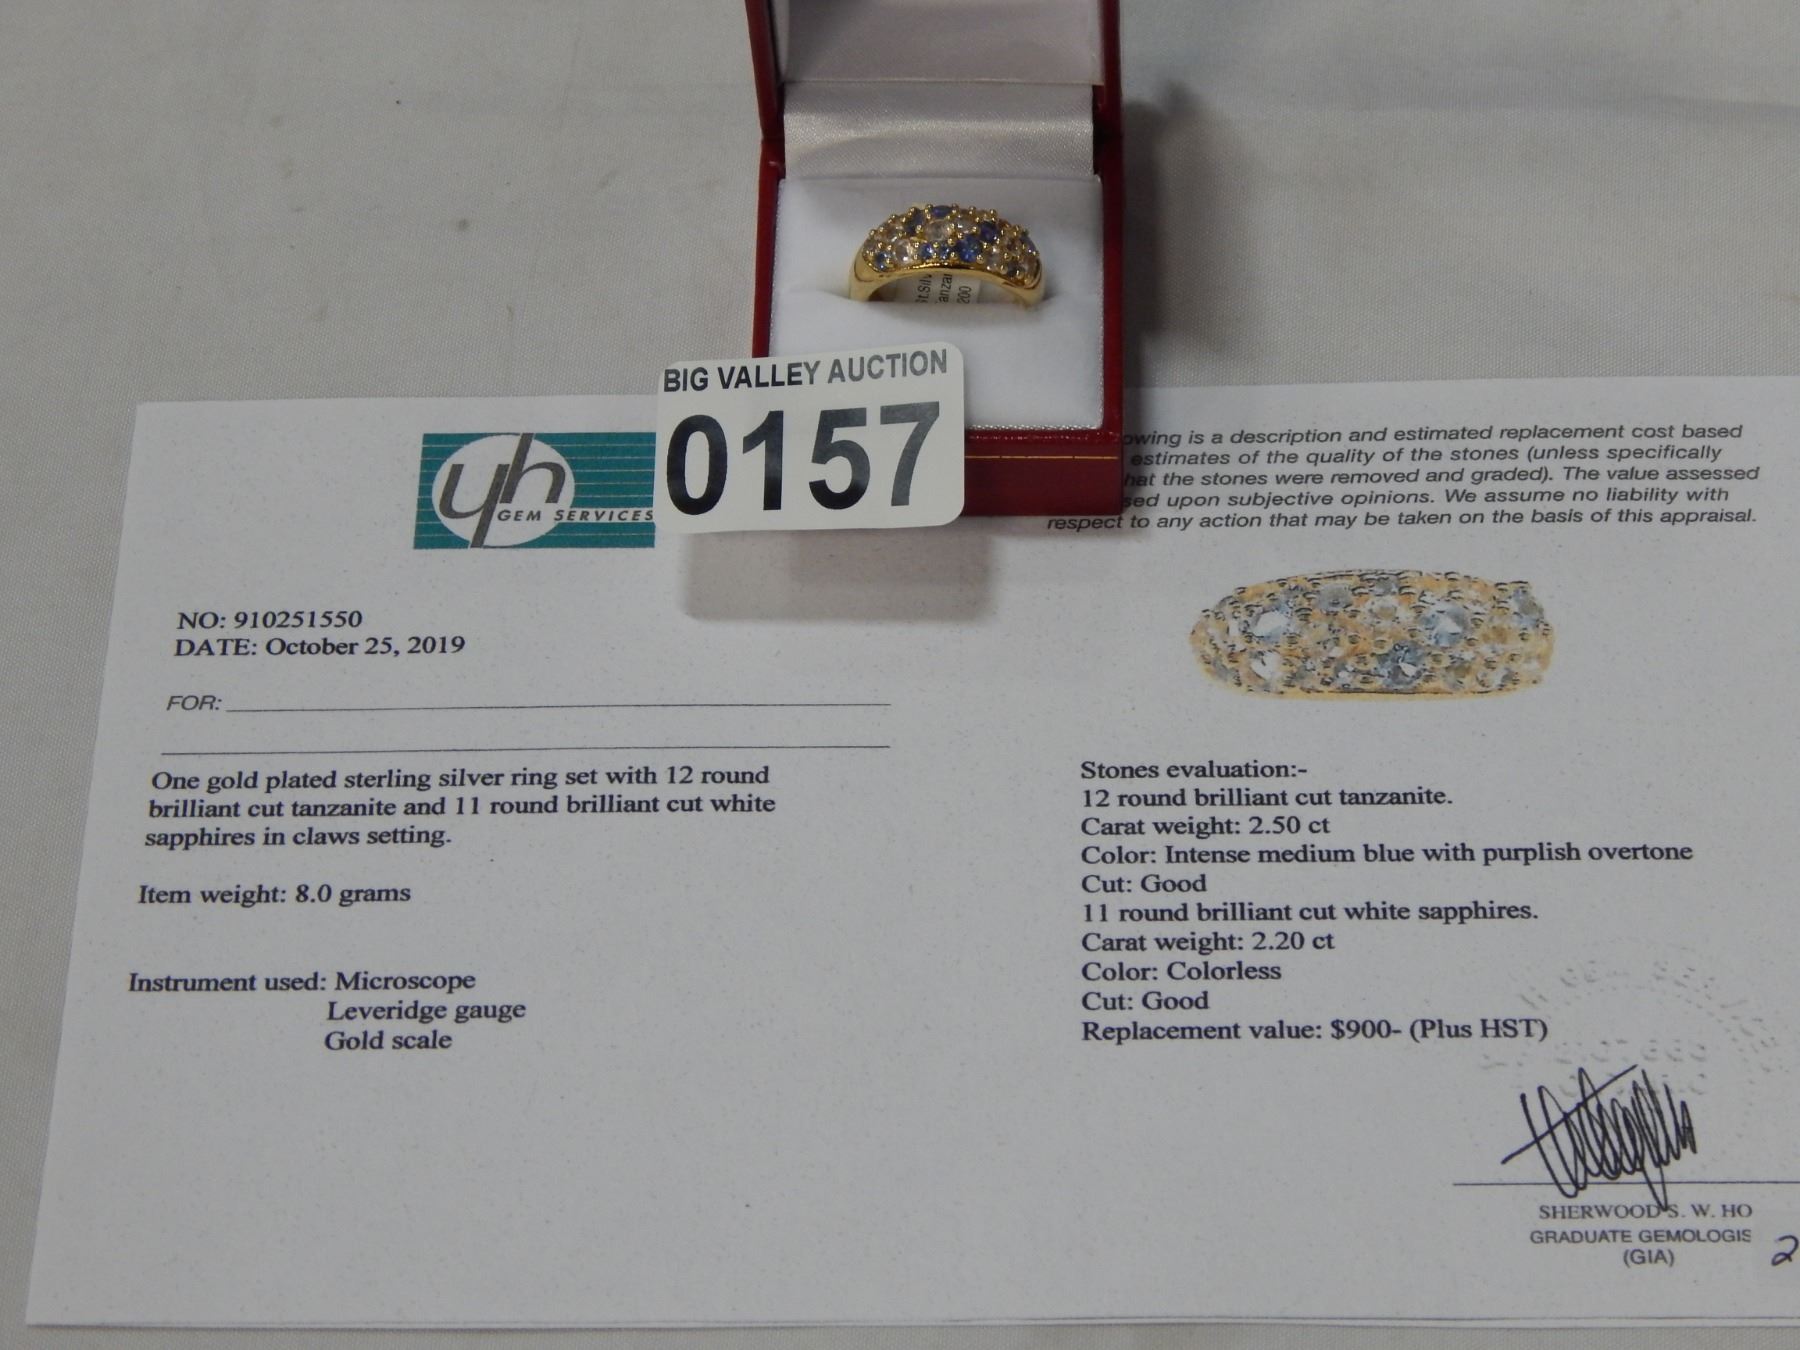 BIG VALLEY AUCTION
0157
yh
GEM SERVICES
owing is a description and estimated replacement cost based
estimates of the quality of the stones (unless specifically
hat the stones were removed and graded). The value assessed
sed upon subjective opinions. We assume no liability with
respect to any action that may be taken on the basis of this appraisal.
NO: 910251550
DATE: October 25, 2019
FOR:
One gold plated sterling silver ring set with 12 round
brilliant cut tanzanite and 11 round brilliant cut white
sapphires in claws setting.
Item weight: 8.0 grams
Instrument used: Microscope
Leveridge gauge
Gold scale
Stones evaluation:-
12 round brilliant cut tanzanite.
Carat weight: 2.50 ct
Color: Intense medium blue with purplish overtone
Cut: Good
11 round brilliant cut white sapphires.
Carat weight: 2.20 ct
Color: Colorless
Cut: Good
Replacement value: $900- (Plus HST)
SHERWOOD S. W. HO
GRADUATE GEMOLOGIS
(GIA)
2